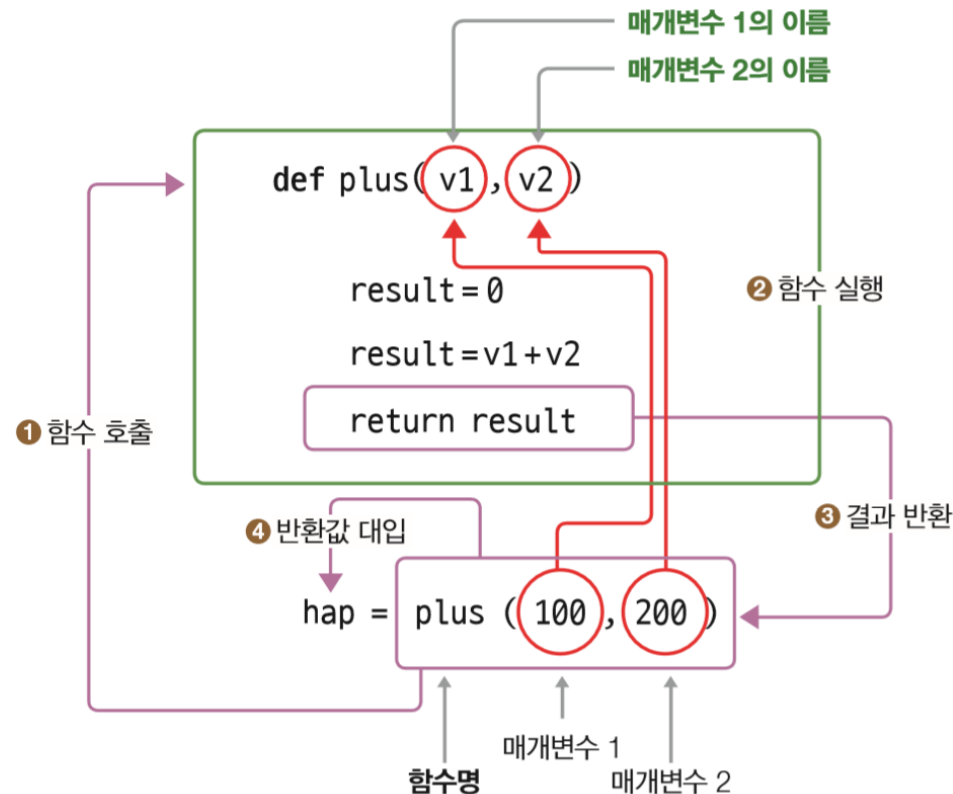 매개변수 1의 이름
매개변수 2의 이름
def plus(v1,v2)
result=0
❷ 함수 실행
result=v1+v2
return result
❶ 함수 호출
❸ 결과 반환
❹ 반환값 대입
hap = plus (100,200)
매개변수 1
함수명
매개변수 2